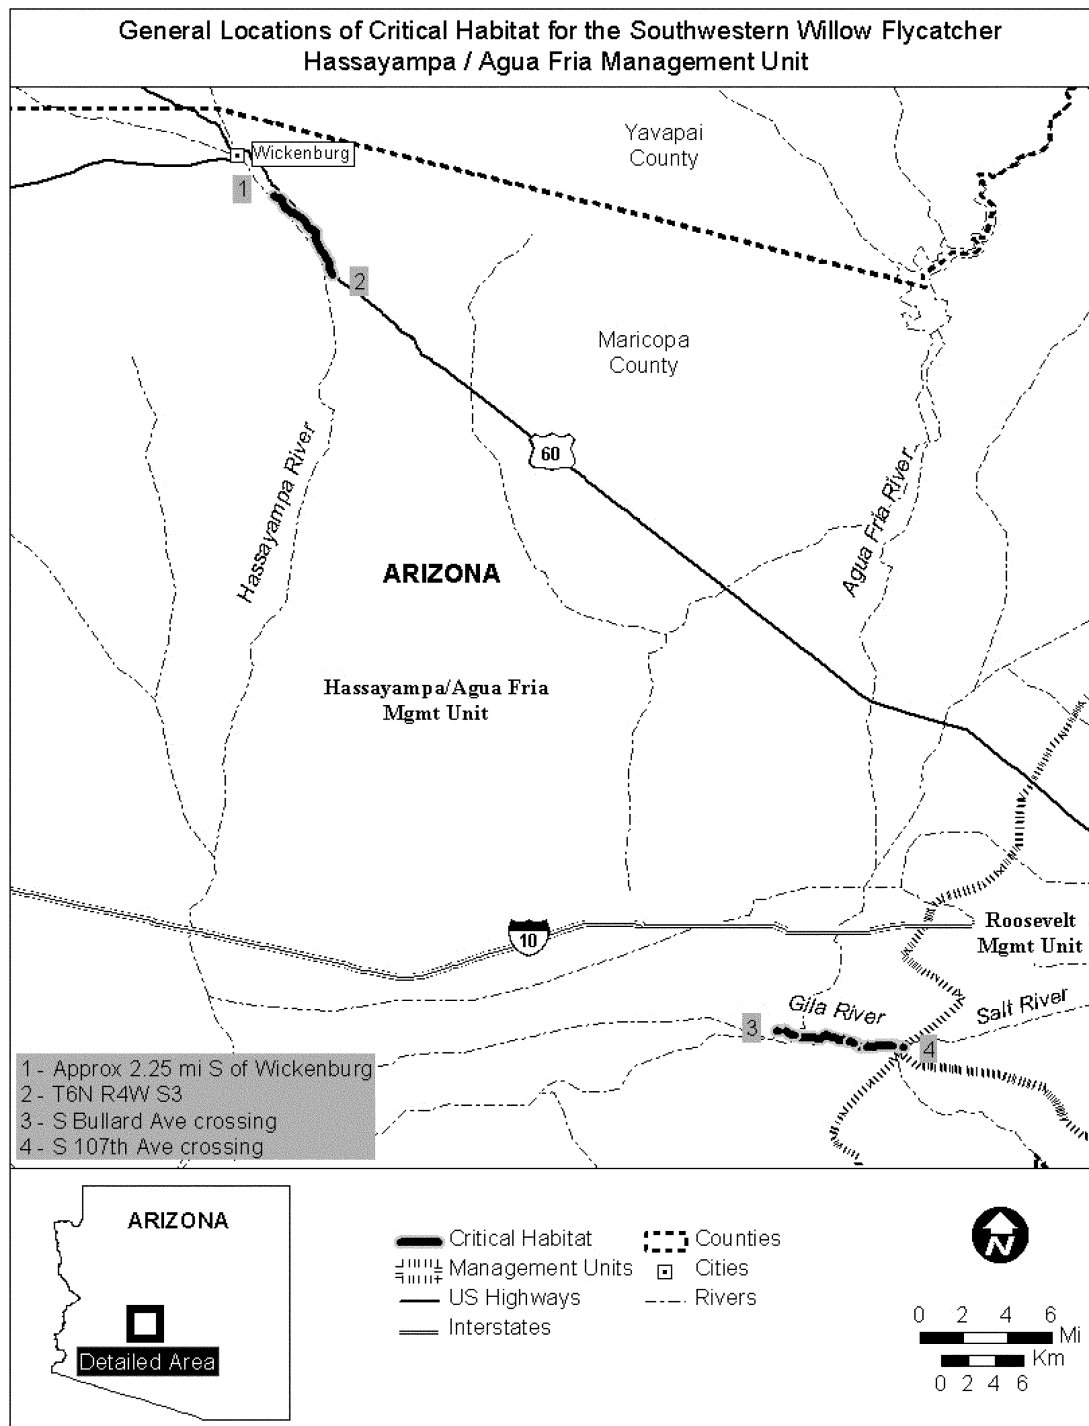 General Locations of Critical Habitat for the Southwestern Willow Flycatcher
Hassayampa / Agua Fria Management Unit
Yavapai
County
Wickenburg
1
2
Maricopa
County
60
Hassayampa River
Agua Fria River
ARIZONA
Hassayampa/Agua Fria
Mgmt Unit
10
Roosevelt
Mgmt Unit
Gila River
Salt River
3
4
1 - Approx 2.25 mi S of Wickenburg
2 - T6N R4W S3
3 - S Bullard Ave crossing
4 - S 107th Ave crossing
ARIZONA
Detailed Area
Critical Habitat
Management Units
US Highways
Interstates
Counties
Cities
Rivers
N
0 2 4 6
Mi
Km
0 2 4 6